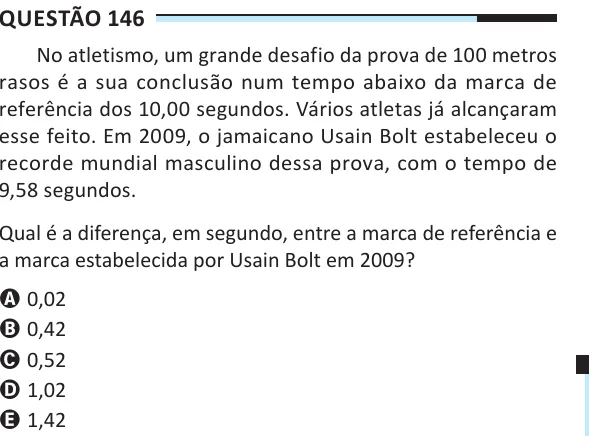 QUESTÃO 146
No atletismo, um grande desafio da prova de 100 metros
rasos é a sua conclusão num tempo abaixo da marca de
referência dos 10,00 segundos. Vários atletas já alcançaram
esse feito. Em 2009, o jamaicano Usain Bolt estabeleceu o
recorde mundial masculino dessa prova, com o tempo de
9,58 segundos.
Qual é a diferença, em segundo, entre a marca de referência e
a marca estabelecida por Usain Bolt em 2009?
A 0,02
B 0,42
C 0,52
D 1,02
E 1,42